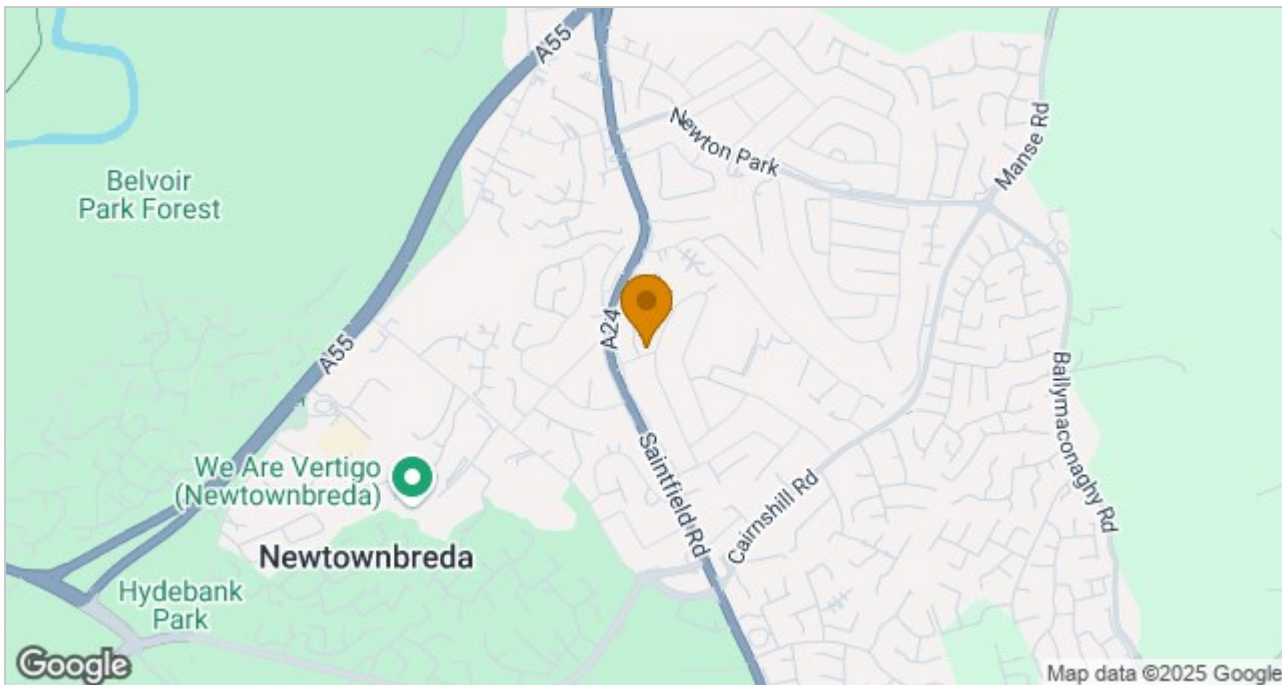 A55
Newton Park
Manse Rd
Belvoir
Park Forest
A24
A55
Ballymaconaghy Rd
We Are Vertigo
(Newtownbreda)
Saintfield Rd
Cairnshill Rd
Newtownbreda
Hydebank
Park
Google
Map data ©2025 Google